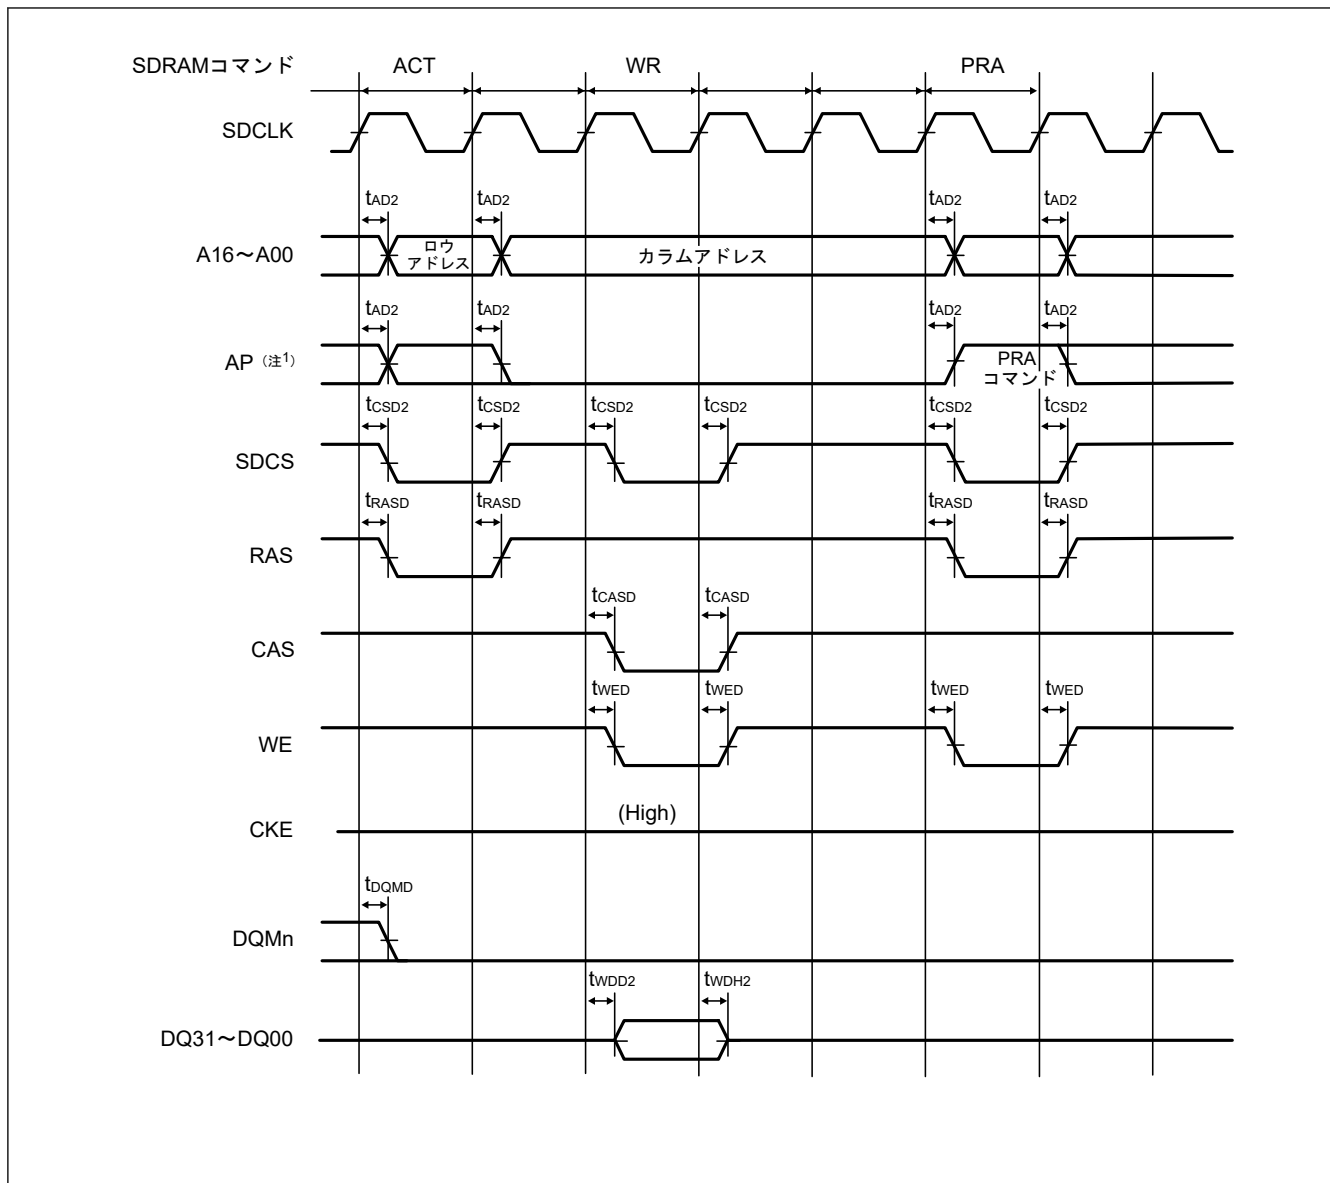 SDRAMコマンド ACT WR PRA
SDCLK
tAD2 tAD2 tAD2 tAD2
A16～A00 ロウ アドレス カラムアドレス
tAD2 tAD2 tAD2 tAD2
AP（注1） PRA コマンド
tCSD2 tCSD2 tCSD2 tCSD2 tCSD2 tCSD2
SDCS
tRASD tRASD tRASD tRASD
RAS
tCASD tCASD
CAS
tWED tWED tWED tWED
WE
(High)
CKE
tDQMD
DQMn
tWDD2 tWDH2
DQ31～DQ00